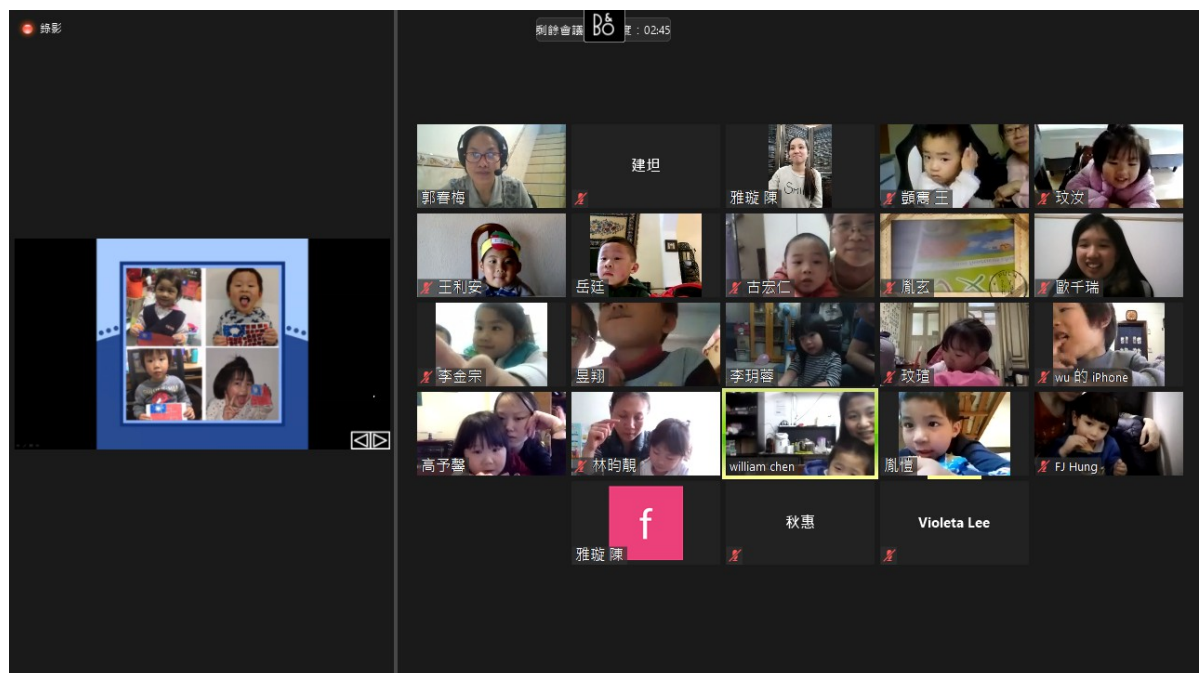 錄影
剩餘會議
B&O
度：02:45
郭春梅
建坦
雅璇 陳
顗寯 王
玟汝
王利安
岳廷
古宏仁
胤玄
歐千瑞
李金宗
昱翔
李玥蓉
玟瑄
wu 的 iPhone
高予馨
林昀靚
william chen
胤愷
FJ Hung
f
雅璇 陳
秋惠
Violeta Lee